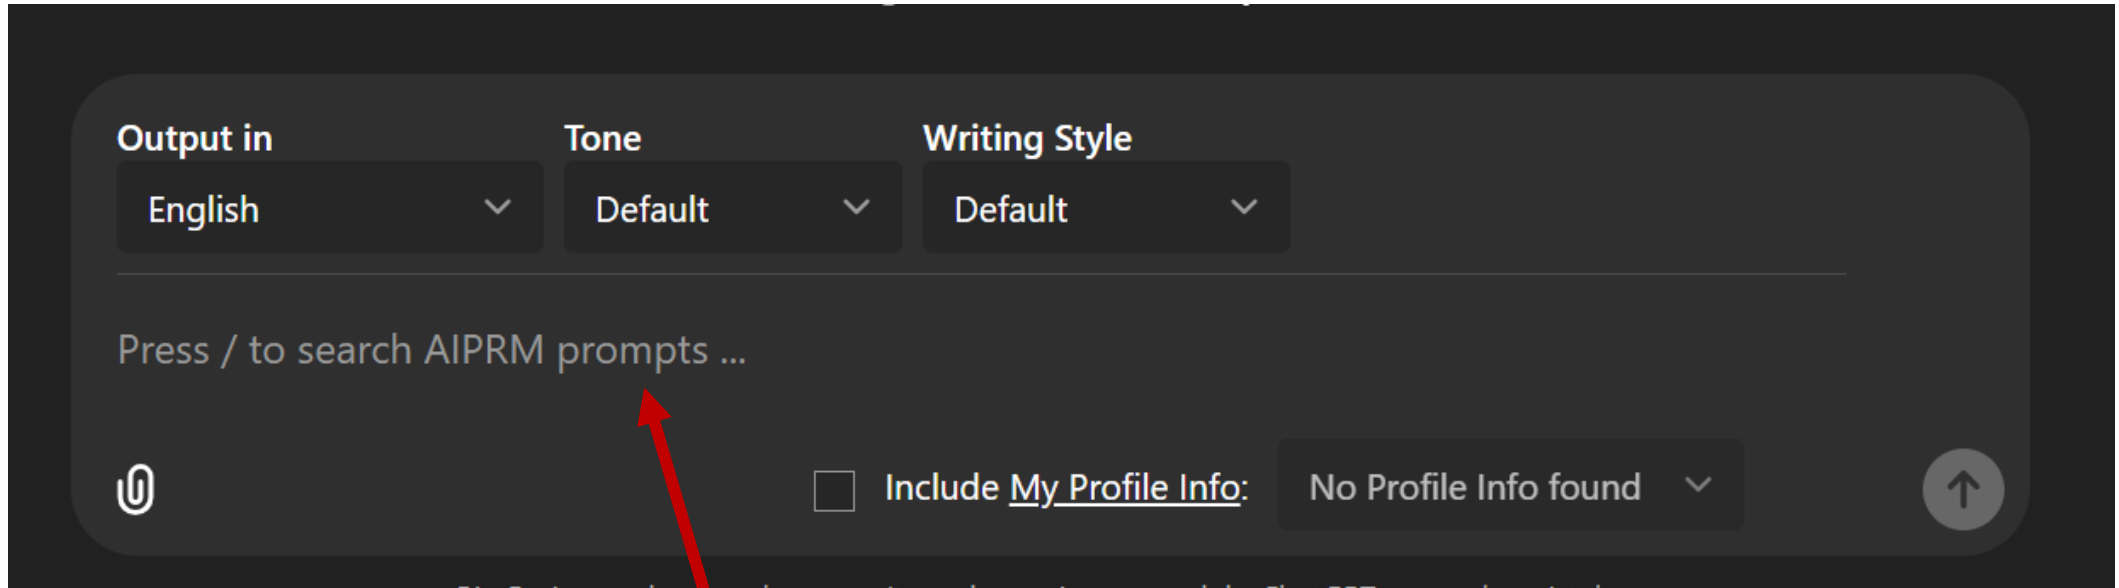 Output in Tone Writing Style
English Default Default
Press / to search AIPRM prompts ...
Include My Profile Info: No Profile Info found